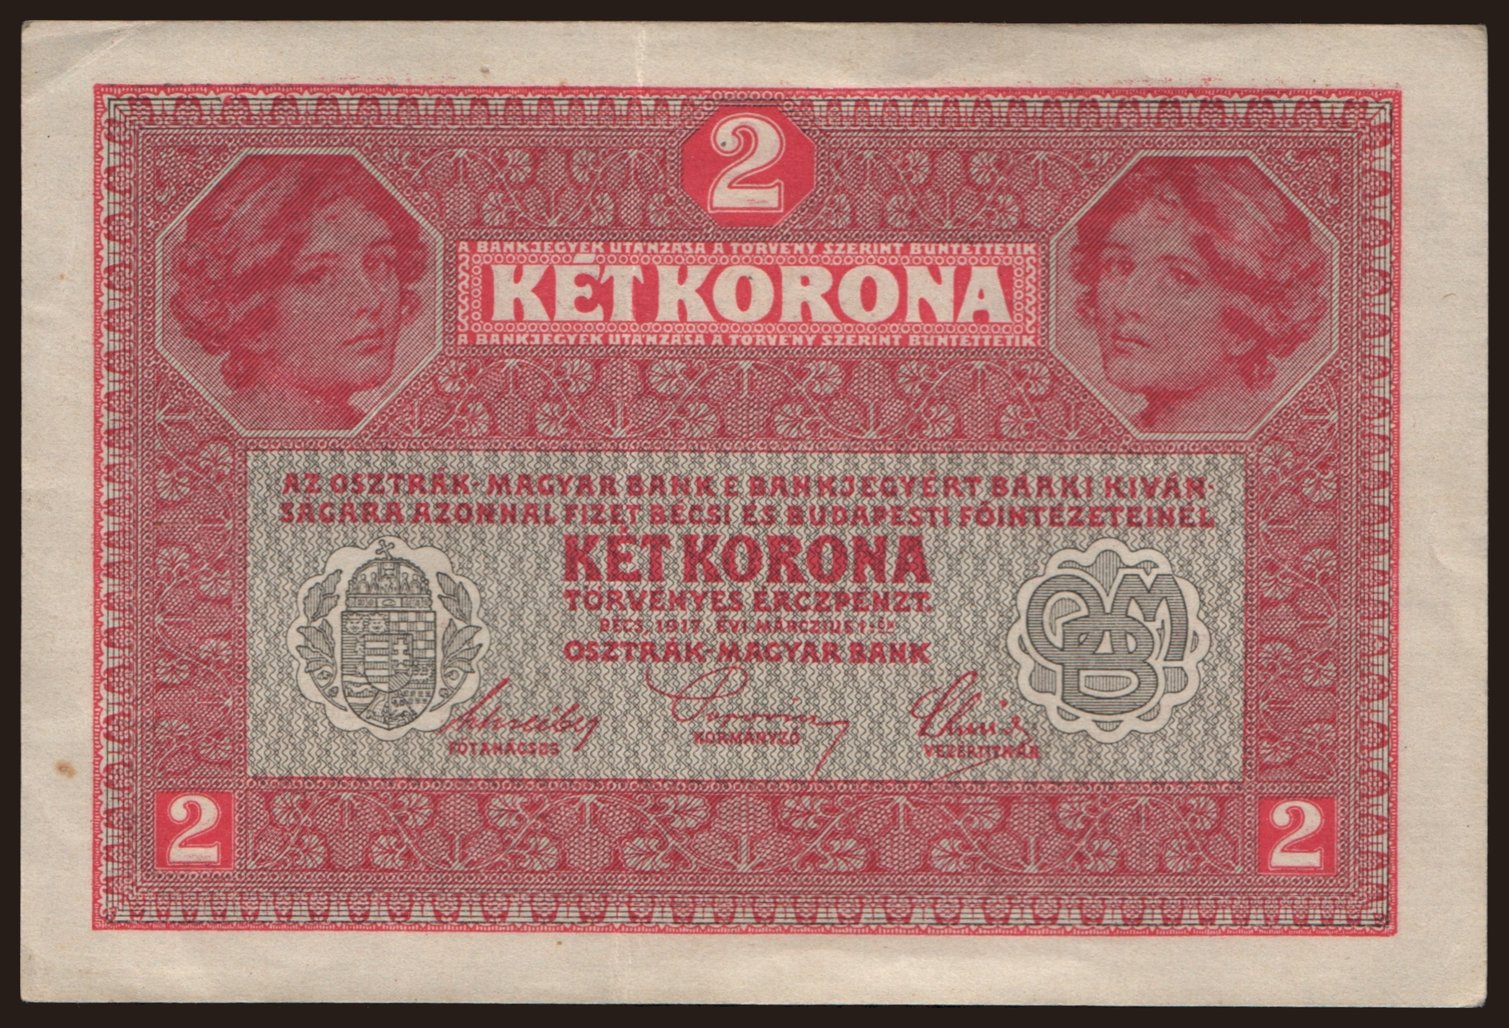 2
A BANKJEGYEK UTÁNZÁSA A TÖRVÉNY SZERINT BÜNTETTETIK
KÉT KORONA
A BANKJEGYEK UTÁNZÁSA A TÖRVÉNY SZERINT BÜNTETTETIK
AZ OSZTRÁK-MAGYAR BANK E BANKJEGYÉRT BÁRKI KIVÁN-
SÁGÁRA AZONNAL FIZET BÉCSI ÉS BUDAPESTI FŐINTÉZETEINÉL
KÉT KORONA
TÖRVÉNYES ÉRCZPÉNZT.
BÉCS, 1917. ÉVI MÁRCZIUS 1-ÉN
OSZTRÁK-MAGYAR BANK
FŐTANÁCSOS KORMÁNYZÓ VEZÉRTITKÁR
2 2